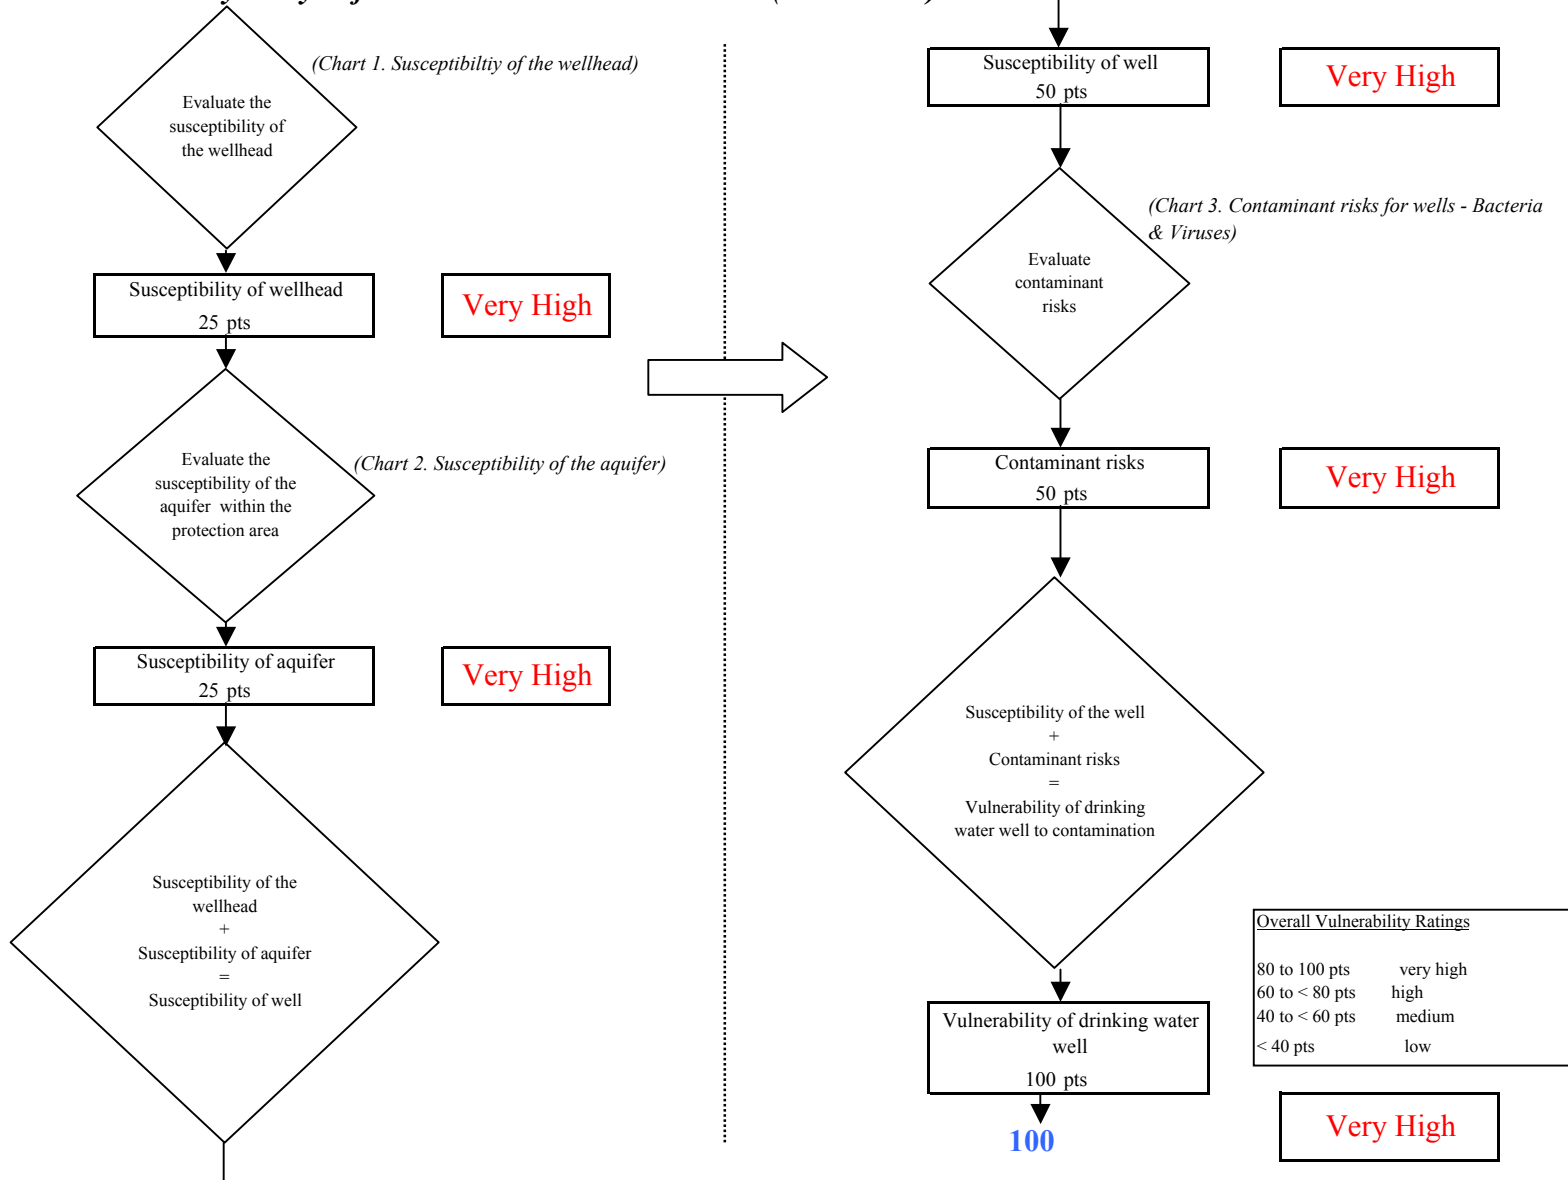 (Chart 1. Susceptibiltiy of the wellhead)
Evaluate the
susceptibility of
the wellhead
Susceptibility of wellhead
25 pts
Very High
Evaluate the
susceptibility of the
aquifer within the
protection area
(Chart 2. Susceptibility of the aquifer)
Susceptibility of aquifer
25 pts
Very High
Susceptibility of the
wellhead
+
Susceptibility of aquifer
=
Susceptibility of well
Susceptibility of well
50 pts
Very High
(Chart 3. Contaminant risks for wells - Bacteria
& Viruses)
Evaluate
contaminant
risks
Contaminant risks
50 pts
Very High
Susceptibility of the well
+
Contaminant risks
=
Vulnerability of drinking
water well to contamination
Overall Vulnerability Ratings
80 to 100 pts very high
60 to < 80 pts high
40 to < 60 pts medium
< 40 pts low
Vulnerability of drinking water
well
100 pts
100
Very High